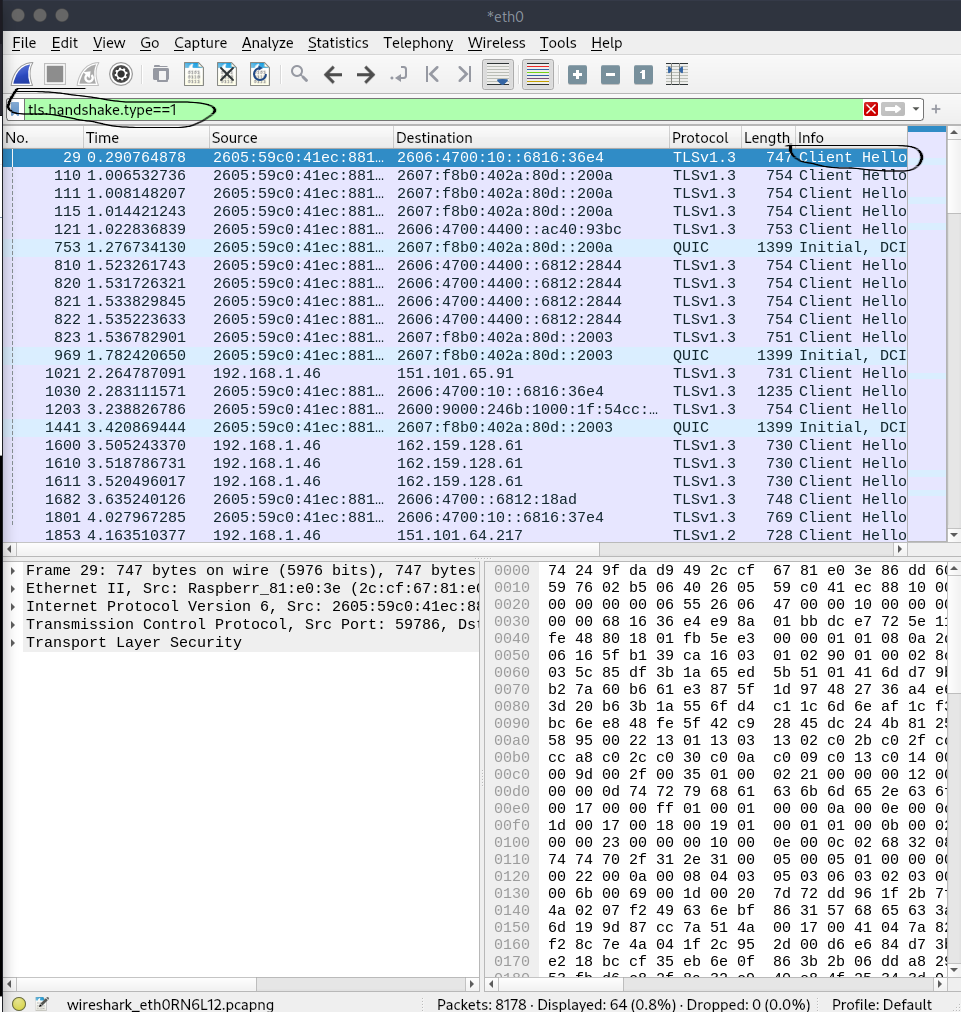 *eth0
File Edit View Go Capture Analyze Statistics Telephony Wireless Tools Help
tls.handshake.type==1
No. Time Source Destination Protocol Length Info
29 0.290764878 2605:59c0:41ec:881… 2606:4700:10::6816:36e4 TLSv1.3 747 Client Hello
110 1.006532736 2605:59c0:41ec:881… 2607:f8b0:402a:80d::200a TLSv1.3 754 Client Hello
111 1.008148207 2605:59c0:41ec:881… 2607:f8b0:402a:80d::200a TLSv1.3 754 Client Hello
115 1.014421243 2605:59c0:41ec:881… 2607:f8b0:402a:80d::200a TLSv1.3 754 Client Hello
121 1.022836839 2605:59c0:41ec:881… 2606:4700:4400::ac40:93bc TLSv1.3 753 Client Hello
753 1.276734130 2605:59c0:41ec:881… 2607:f8b0:402a:80d::200a QUIC 1399 Initial, DCI
810 1.523261743 2605:59c0:41ec:881… 2606:4700:4400::6812:2844 TLSv1.3 754 Client Hello
820 1.531726321 2605:59c0:41ec:881… 2606:4700:4400::6812:2844 TLSv1.3 754 Client Hello
821 1.533829845 2605:59c0:41ec:881… 2606:4700:4400::6812:2844 TLSv1.3 754 Client Hello
822 1.535223633 2605:59c0:41ec:881… 2606:4700:4400::6812:2844 TLSv1.3 754 Client Hello
823 1.536782901 2605:59c0:41ec:881… 2607:f8b0:402a:80d::2003 TLSv1.3 751 Client Hello
969 1.782420650 2605:59c0:41ec:881… 2607:f8b0:402a:80d::2003 QUIC 1399 Initial, DCI
1021 2.264787091 192.168.1.46 151.101.65.91 TLSv1.3 731 Client Hello
1030 2.283111571 2605:59c0:41ec:881… 2606:4700:10::6816:36e4 TLSv1.3 1235 Client Hello
1203 3.238826786 2605:59c0:41ec:881… 2600:9000:246b:1000:1f:54cc:… TLSv1.3 754 Client Hello
1441 3.420869444 2605:59c0:41ec:881… 2607:f8b0:402a:80d::2003 QUIC 1399 Initial, DCI
1600 3.505243370 192.168.1.46 162.159.128.61 TLSv1.3 730 Client Hello
1610 3.518786731 192.168.1.46 162.159.128.61 TLSv1.3 730 Client Hello
1611 3.520496017 192.168.1.46 162.159.128.61 TLSv1.3 730 Client Hello
1682 3.635240126 2605:59c0:41ec:881… 2606:4700::6812:18ad TLSv1.3 748 Client Hello
1801 4.027967285 2605:59c0:41ec:881… 2606:4700:10::6816:37e4 TLSv1.3 769 Client Hello
1853 4.163510377 192.168.1.46 151.101.64.217 TLSv1.2 728 Client Hello
Frame 29: 747 bytes on wire (5976 bits), 747 bytes
Ethernet II, Src: Raspberr_81:e0:3e (2c:cf:67:81:e0
Internet Protocol Version 6, Src: 2605:59c0:41ec:88
Transmission Control Protocol, Src Port: 59786, Dst
Transport Layer Security
0000 74 24 9f da d9 49 2c cf 67 81 e0 3e 86 dd 60
0010 59 76 02 b5 06 40 26 05 59 c0 41 ec 88 10 00
0020 00 00 00 00 06 55 26 06 47 00 00 10 00 00 00
0030 00 00 68 16 36 e4 e9 8a 01 bb dc e7 72 5e 11
0040 fe 48 80 18 01 fb 5e e3 00 00 01 01 08 0a 2c
0050 06 16 5f b1 39 ca 16 03 01 02 90 01 00 02 8c
0060 03 5c 85 df 3b 1a 65 ed 5b 51 01 41 6d d7 9b
0070 b2 7a 60 b6 61 e3 87 5f 1d 97 48 27 36 a4 e6
0080 3d 20 b6 3b 1a 55 6f d4 c1 1c 6d 6e af 1c f3
0090 bc 6e e8 48 fe 5f 42 c9 28 45 dc 24 4b 81 25
00a0 58 95 00 22 13 01 13 03 13 02 c0 2b c0 2f cc
00b0 cc a8 c0 2c c0 30 c0 0a c0 09 c0 13 c0 14 00
00c0 00 9d 00 2f 00 35 01 00 02 21 00 00 00 12 00
00d0 00 00 0d 74 72 79 68 61 63 6b 6d 65 2e 63 6f
00e0 00 17 00 00 ff 01 00 01 00 00 0a 00 0e 00 0c
00f0 1d 00 17 00 18 00 19 01 00 01 01 00 0b 00 02
0100 00 00 23 00 00 00 10 00 0e 00 0c 02 68 32 08
0110 74 74 70 2f 31 2e 31 00 05 00 05 01 00 00 00
0120 00 22 00 0a 00 08 04 03 05 03 06 03 02 03 00
0130 00 6b 00 69 00 1d 00 20 7d 72 dd 96 1f 2b 7f
0140 4a 02 07 f2 49 63 6e bf 86 31 57 68 65 63 3a
0150 6d 19 9d 87 cc 7a 51 4a 00 17 00 41 04 7a 82
0160 f2 8c 7e 4a 04 1f 2c 95 2d 00 d6 e6 84 d7 3b
0170 e2 18 bc cf 35 eb 6e 0f 86 3b 2b 06 dd a8 29
wireshark_eth0RN6L12.pcapng
Packets: 8178 · Displayed: 64 (0.8%) · Dropped: 0 (0.0%)
Profile: Default